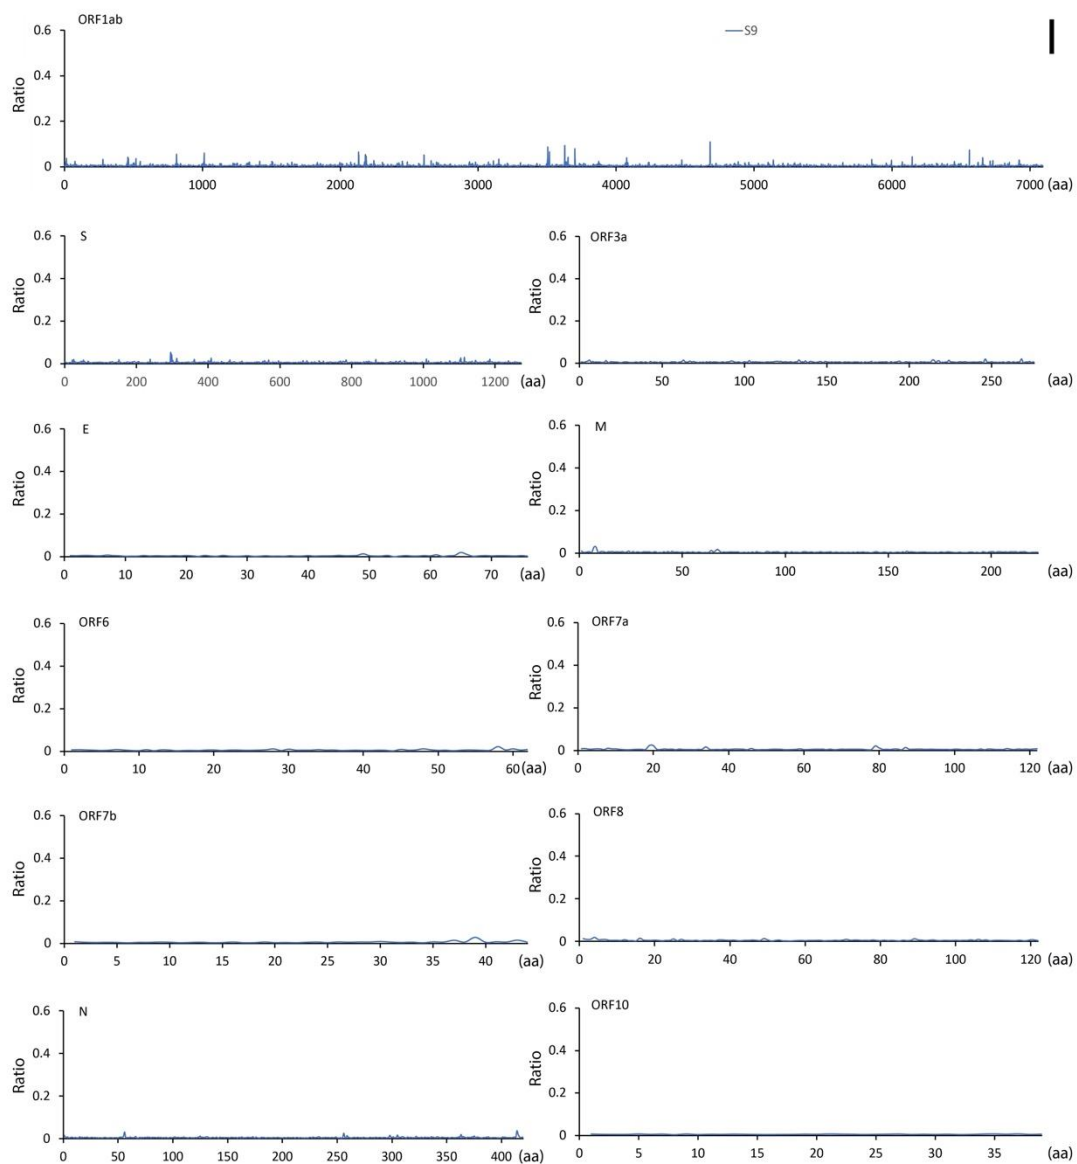 ORF1ab
S9
I
Ratio
0.6
0.4
0.2
0
0 1000 2000 3000 4000 5000 6000 7000 (aa)
S
Ratio
0.6
0.4
0.2
0
0 200 400 600 800 1000 1200 (aa)
ORF3a
Ratio
0.6
0.4
0.2
0
0 50 100 150 200 250 (aa)
E
Ratio
0.6
0.4
0.2
0
0 10 20 30 40 50 60 70 (aa)
M
Ratio
0.6
0.4
0.2
0
0 50 100 150 200 (aa)
ORF6
Ratio
0.6
0.4
0.2
0
0 10 20 30 40 50 60 (aa)
ORF7a
Ratio
0.6
0.4
0.2
0
0 20 40 60 80 100 120 (aa)
ORF7b
Ratio
0.6
0.4
0.2
0
0 5 10 15 20 25 30 35 40 (aa)
ORF8
Ratio
0.6
0.4
0.2
0
0 20 40 60 80 100 120 (aa)
N
Ratio
0.6
0.4
0.2
0
0 50 100 150 200 250 300 350 400 (aa)
ORF10
Ratio
0.6
0.4
0.2
0
0 5 10 15 20 25 30 35 (aa)